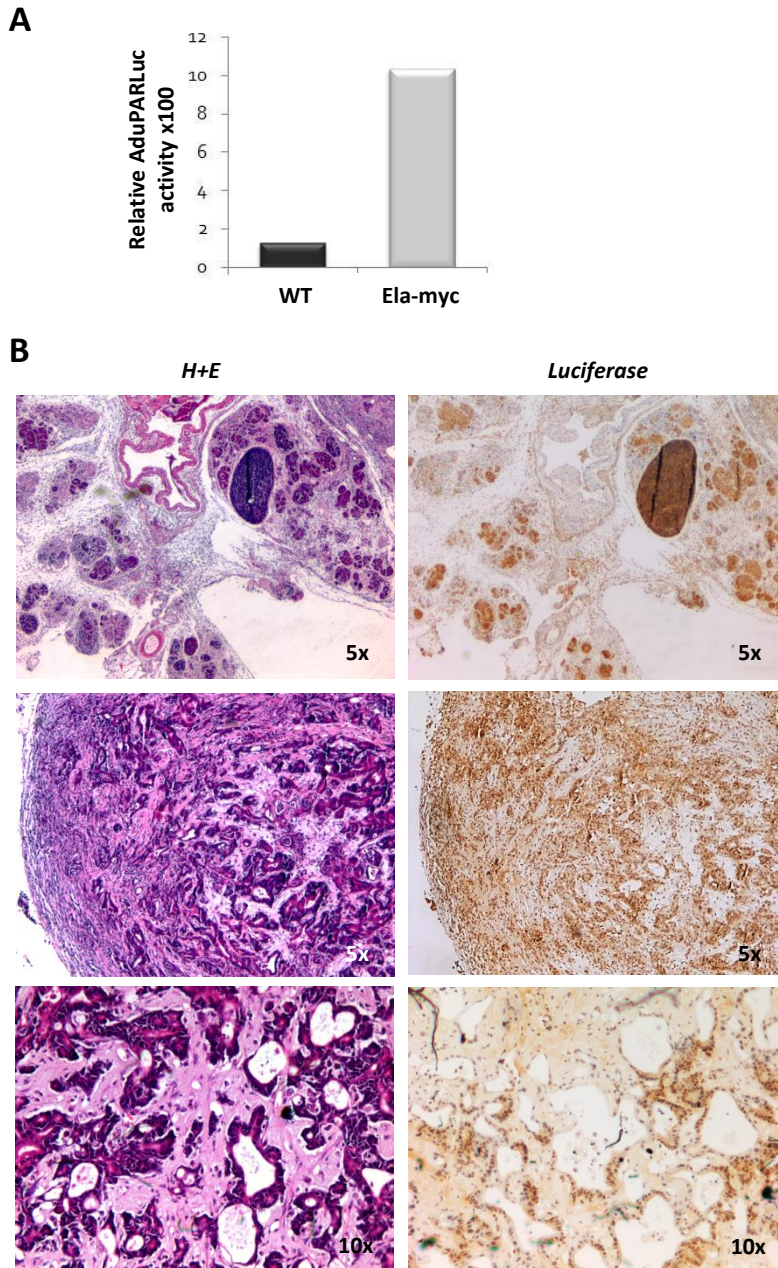 A
Relative AduPARLuc
activity x100
12
10
8
6
4
2
0
WT Ela-myc
B
H+E Luciferase
5x 5x
5x 5x
10x 10x